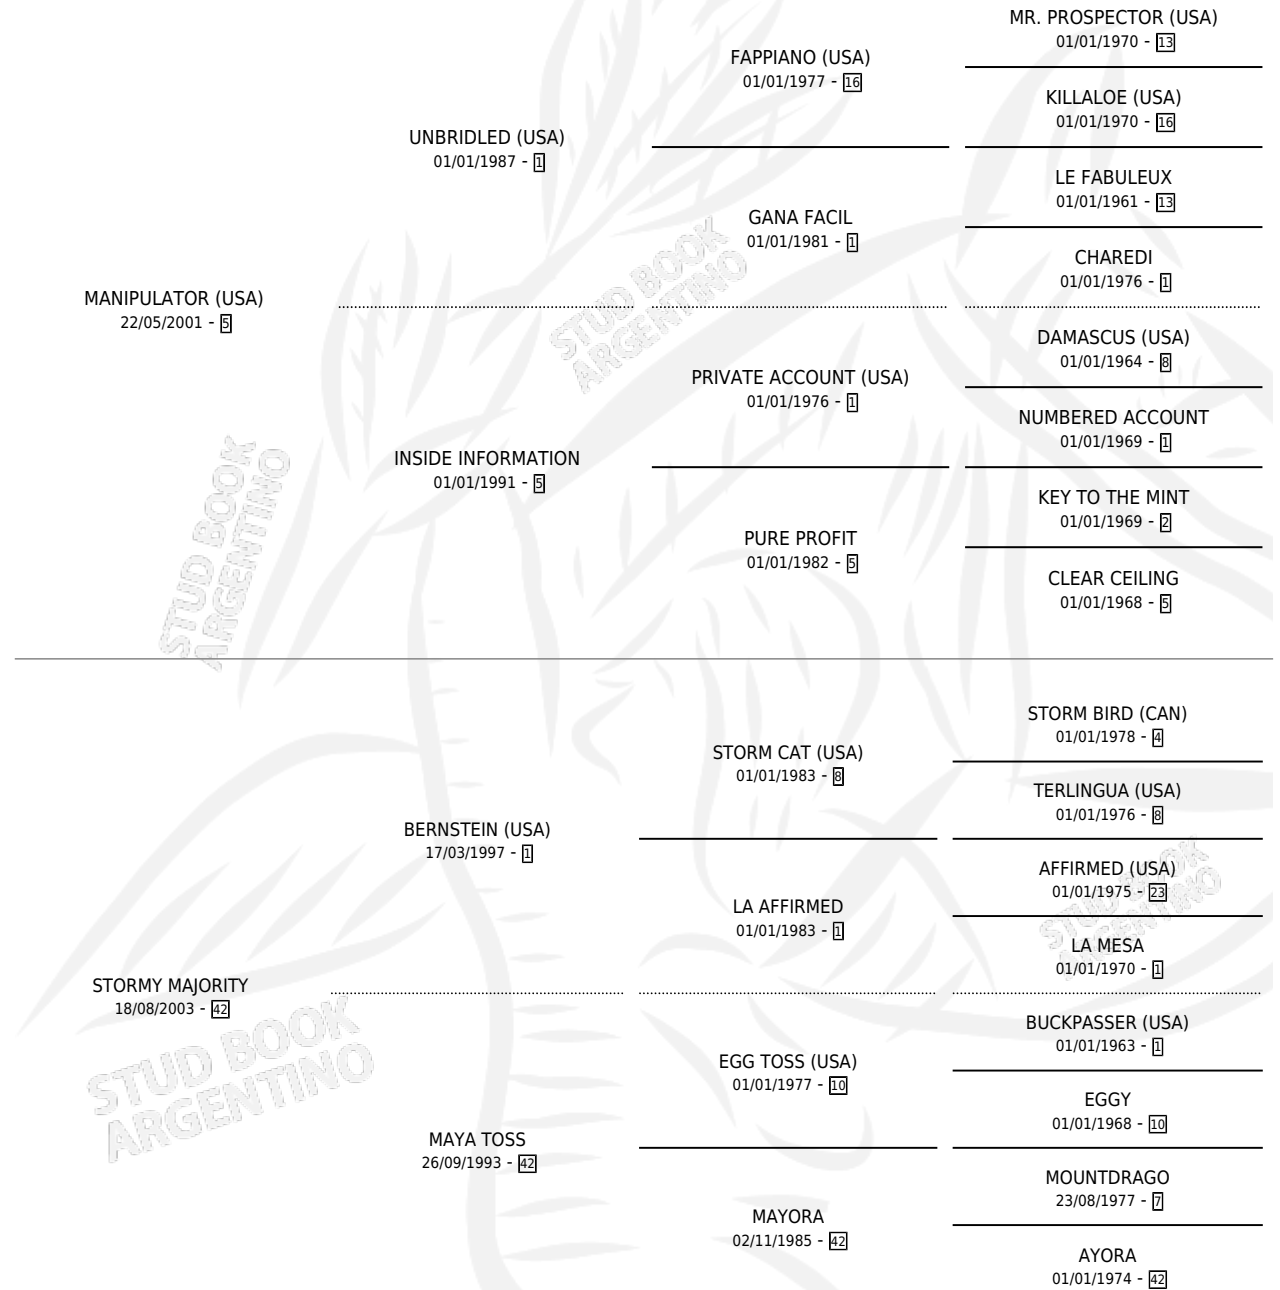 MR. PROSPECTOR (USA)
01/01/1970 - 13
FAPPIANO (USA)
01/01/1977 - 16
KILLALOE (USA)
01/01/1970 - 16
UNBRIDLED (USA)
01/01/1987 - 1
LE FABULEUX
01/01/1961 - 13
GANA FACIL
01/01/1981 - 1
CHAREDI
01/01/1976 - 1
MANIPULATOR (USA)
22/05/2001 - 5
DAMASCUS (USA)
01/01/1964 - 8
PRIVATE ACCOUNT (USA)
01/01/1976 - 1
NUMBERED ACCOUNT
01/01/1969 - 1
INSIDE INFORMATION
01/01/1991 - 5
KEY TO THE MINT
01/01/1969 - 2
PURE PROFIT
01/01/1982 - 5
CLEAR CEILING
01/01/1968 - 5
STUD BOOK
ARGENTINO
STUD BOOK
ARGENTINO
STORM BIRD (CAN)
01/01/1978 - 4
STORM CAT (USA)
01/01/1983 - 8
TERLINGUA (USA)
01/01/1976 - 8
BERNSTEIN (USA)
17/03/1997 - 1
AFFIRMED (USA)
01/01/1975 - 23
LA AFFIRMED
01/01/1983 - 1
LA MESA
01/01/1970 - 1
STORMY MAJORITY
18/08/2003 - 42
BUCKPASSER (USA)
01/01/1963 - 1
EGG TOSS (USA)
01/01/1977 - 10
EGGY
01/01/1968 - 10
MAYA TOSS
26/09/1993 - 42
MOUNTDRAGO
23/08/1977 - 7
MAYORA
02/11/1985 - 42
AYORA
01/01/1974 - 42
STUD BOOK
ARGENTINO
STUD BOOK
ARGENTINO